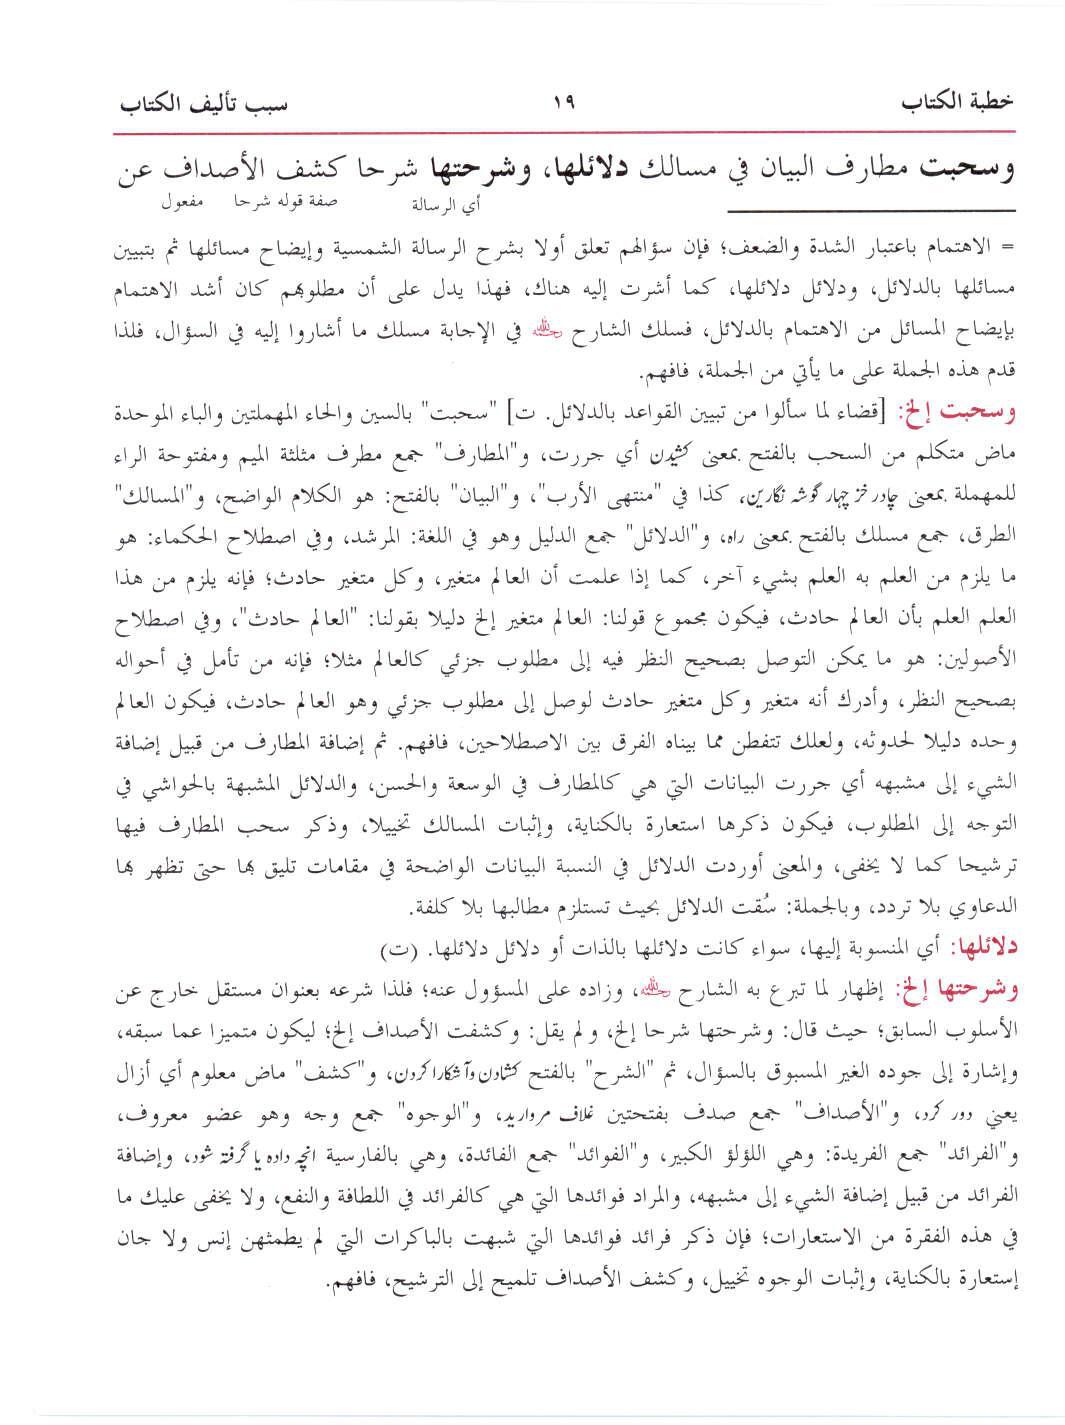 خطبة الكتاب ١٩ سبب تأليف الكتاب
وسحبت مطارف البيان في مسالك دلائلها، وشرحتها شرحا كشف الأصداف عن
أي الرسالة صفة قوله شرحا مفعول
= الاهتمام باعتبار الشدة والضعف؛ فإن سؤالهم تعلق أولا بشرح الرسالة الشمسية وإيضاح مسائلها ثم بتبيين
مسائلها بالدلائل، ودلائل دلائلها، كما أشرت إليه هناك، فهذا يدل على أن مطلوبهم كان أشد الاهتمام
بإيضاح المسائل من الاهتمام بالدلائل، فسلك الشارح رحمه الله في الإجابة مسلك ما أشاروا إليه في السؤال، فلذا
قدم هذه الجملة على ما يأتي من الجملة، فافهم.
وسحبت إلخ: [قضاء لما سألوا من تبيين القواعد بالدلائل. ت] "سحبت" بالسين والحاء المهملتين والباء الموحدة
ماض متكلم من السحب بالفتح بمعنى كشيدن أي جررت، و"المطارف" جمع مطرف مثلثة الميم ومفتوحة الراء
للمهملة بمعنى چادر خز چہار گوشہ نگارین، كذا في "منتهى الأرب"، و"البيان" بالفتح: هو الكلام الواضح، و"المسالك"
الطرق، جمع مسلك بالفتح بمعنى راه، و"الدلائل" جمع الدليل وهو في اللغة: المرشد، وفي اصطلاح الحكماء: هو
ما يلزم من العلم به العلم بشيء آخر، كما إذا علمت أن العالم متغير، وكل متغير حادث؛ فإنه يلزم من هذا
العلم العلم بأن العالم حادث، فيكون مجموع قولنا: العالم متغير إلخ دليلا بقولنا: "العالم حادث"، وفي اصطلاح
الأصولين: هو ما يمكن التوصل بصحيح النظر فيه إلى مطلوب جزئي كالعالم مثلا؛ فإنه من تأمل في أحواله
بصحيح النظر، وأدرك أنه متغير وكل متغير حادث لوصل إلى مطلوب جزئي وهو العالم حادث، فيكون العالم
وحده دليلا لحدوثه، ولعلك تتفطن مما بيناه الفرق بين الاصطلاحين، فافهم. ثم إضافة المطارف من قبيل إضافة
الشيء إلى مشبهه أي جررت البيانات التي هي كالمطارف في الوسعة والحسن، والدلائل المشبهة بالحواشي في
التوجه إلى المطلوب، فيكون ذكرها استعارة بالكناية، وإثبات المسالك تخييلا، وذكر سحب المطارف فيها
ترشيحا كما لا يخفى، والمعنى أوردت الدلائل في النسبة البيانات الواضحة في مقامات تليق بها حتى تظهر بها
الدعاوي بلا تردد، وبالجملة: سُقت الدلائل بحيث تستلزم مطالبها بلا كلفة.
دلائلها: أي المنسوبة إليها، سواء كانت دلائلها بالذات أو دلائل دلائلها. (ت)
وشرحتها إلخ: إظهار لما تبرع به الشارح رحمه الله، وزاده على المسؤول عنه؛ فلذا شرعه بعنوان مستقل خارج عن
الأسلوب السابق؛ حيث قال: وشرحتها شرحا إلخ، ولم يقل: وكشفت الأصداف إلخ؛ ليكون متميزا عما سبقه،
وإشارة إلى جوده الغير المسبوق بالسؤال، ثم "الشرح" بالفتح كشادن وآشكارا كردن، و"كشف" ماض معلوم أي أزال
يعني دور كرد، و"الأصداف" جمع صدف بفتحتين غلاف مروارید، و"الوجوه" جمع وجه وهو عضو معروف،
و"الفرائد" جمع الفريدة: وهي اللؤلؤ الكبير، و"الفوائد" جمع الفائدة، وهي بالفارسية انچہ داده یا گرفتہ شود، وإضافة
الفرائد من قبيل إضافة الشيء إلى مشبهه، والمراد فوائدها التي هي كالفرائد في اللطافة والنفع، ولا يخفى عليك ما
في هذه الفقرة من الاستعارات؛ فإن ذكر فرائد فوائدها التي شبهت بالباكرات التي لم يطمثهن إنس ولا جان
إستعارة بالكناية، وإثبات الوجوه تخييل، وكشف الأصداف تلميح إلى الترشيح، فافهم.